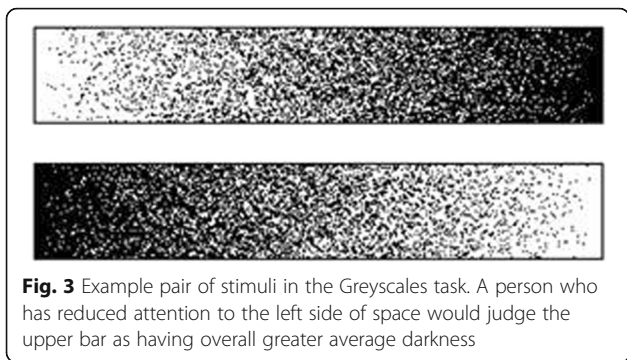 Fig. 3 Example pair of stimuli in the Greyscales task. A person who
has reduced attention to the left side of space would judge the
upper bar as having overall greater average darkness